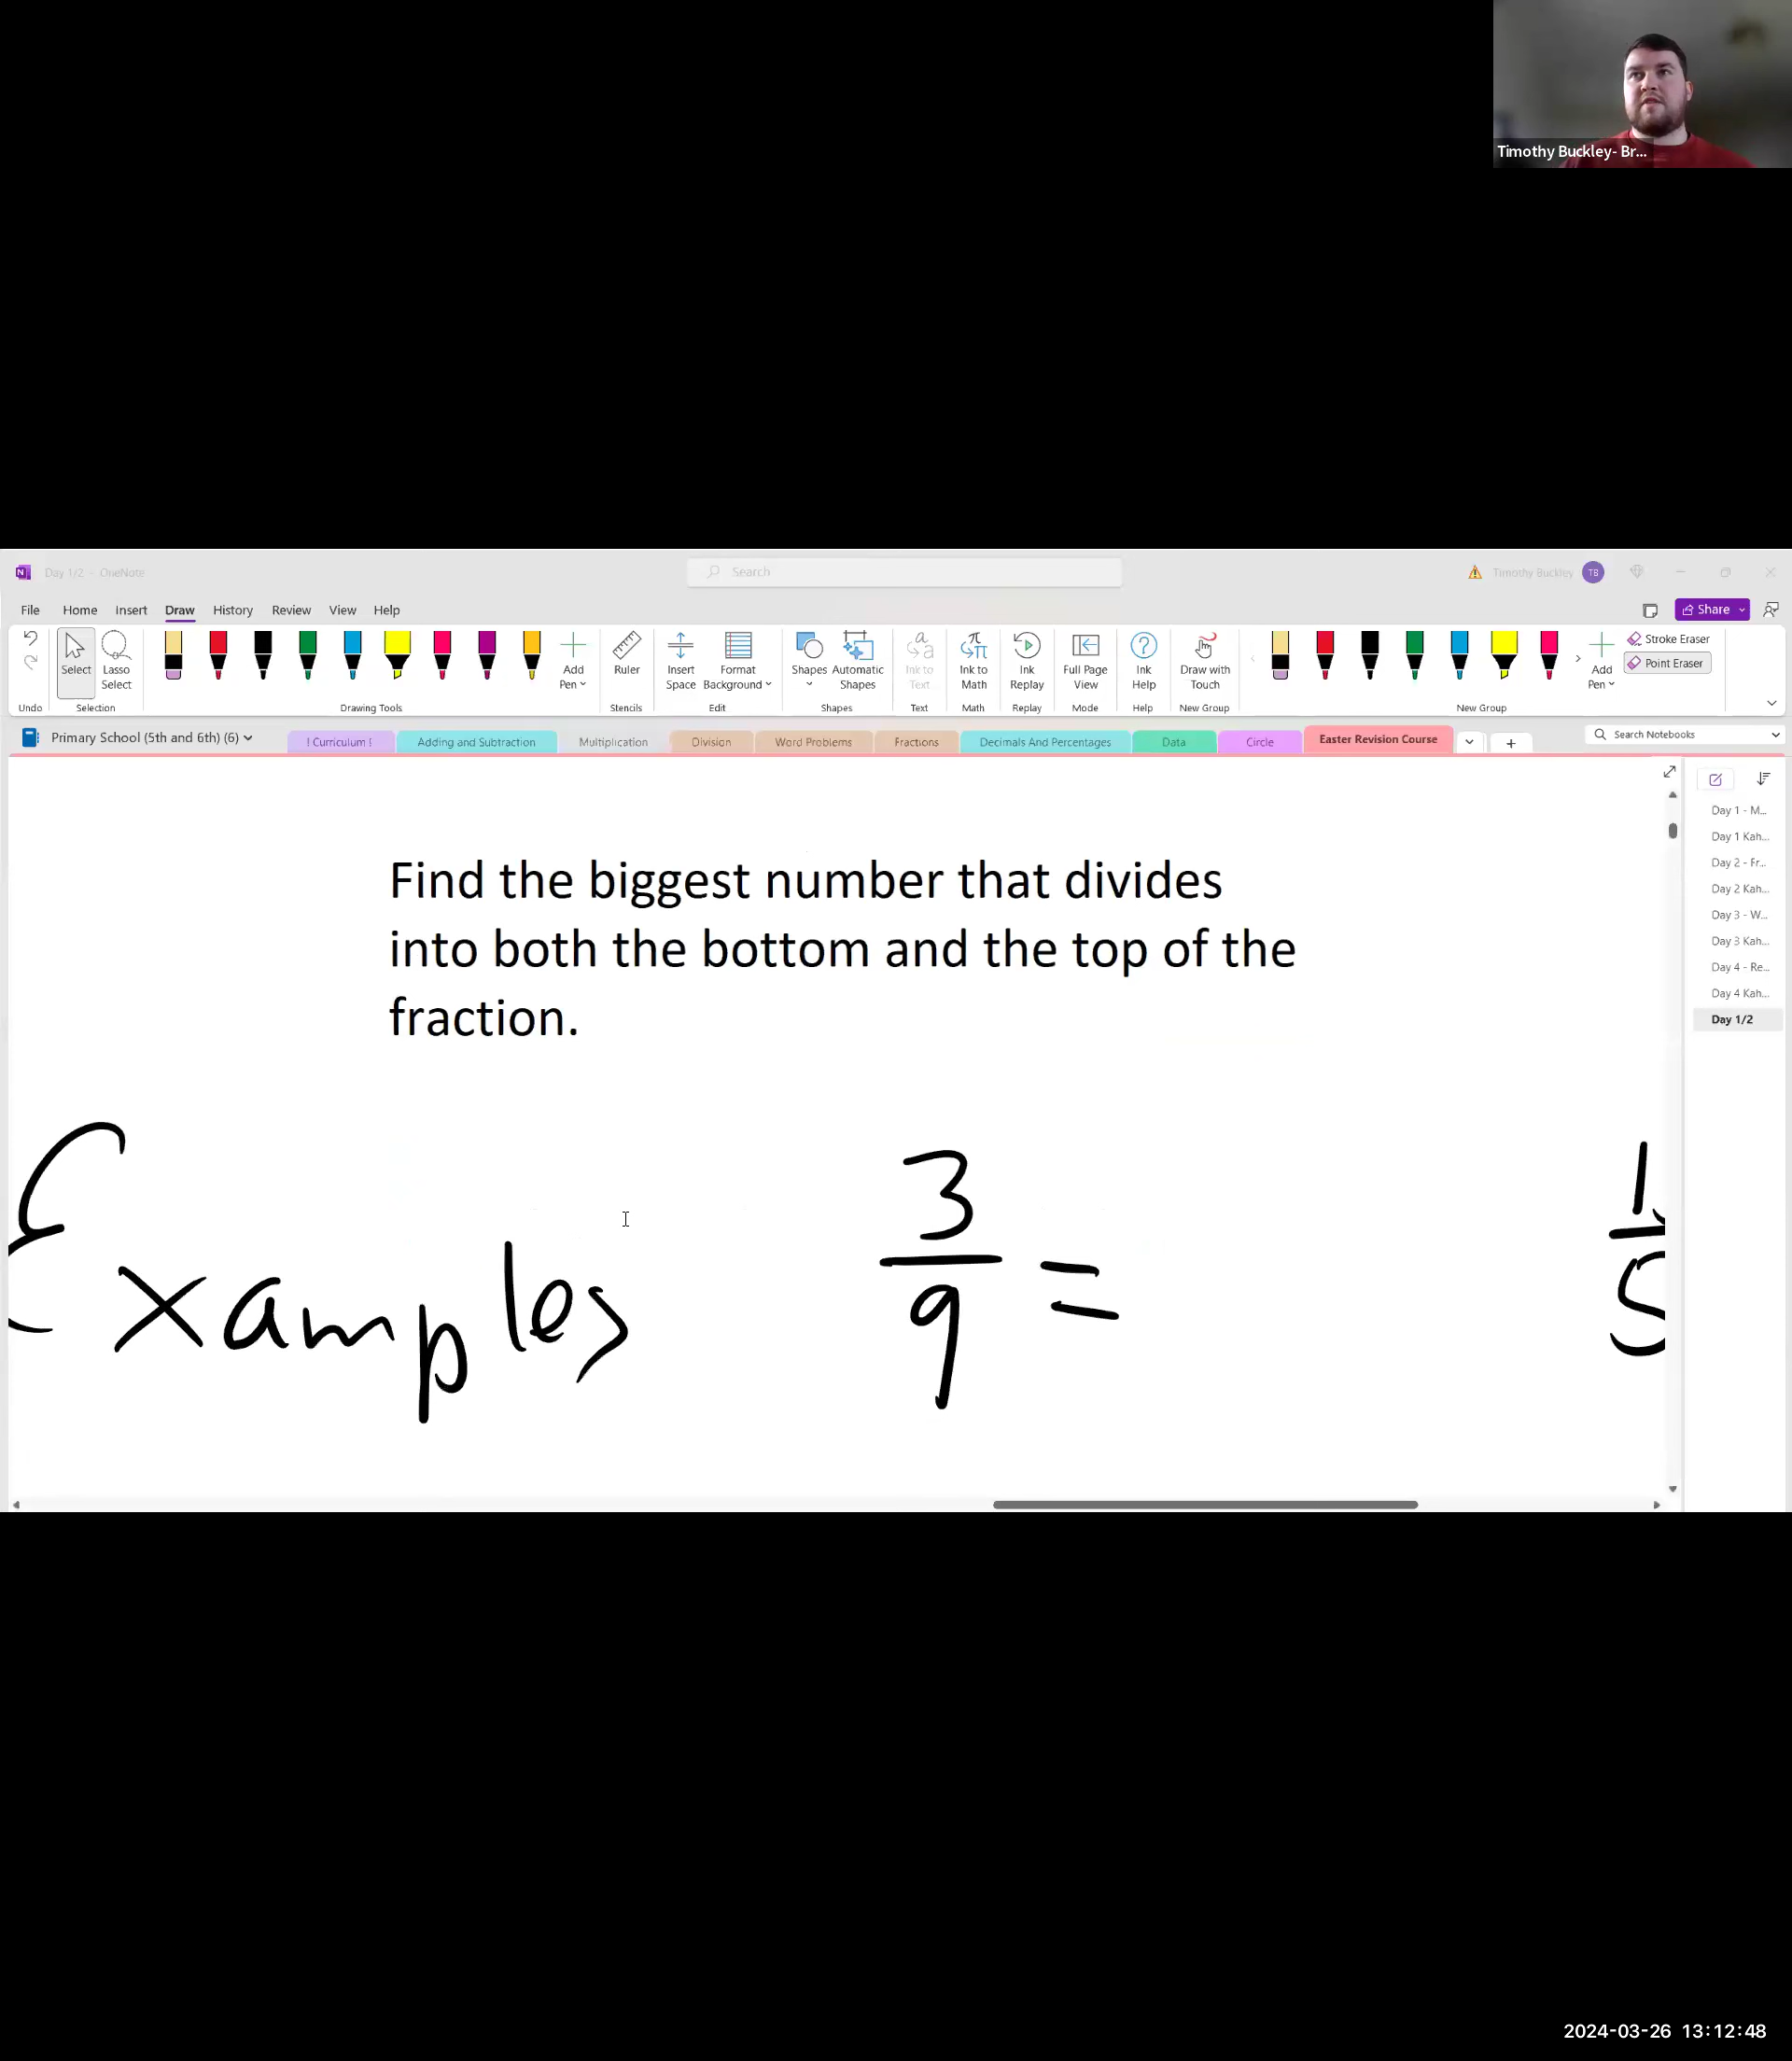 Timothy Buckley- Br...
Day 1/2 - OneNote
Search
Timothy Buckley
TB
File Home Insert Draw History Review View Help
Share
Select
Lasso
Select
Add
Pen
Ruler
Insert
Space
Format
Background
Shapes
Automatic
Shapes
Ink to
Text
Ink to
Math
Ink
Replay
Full Page
View
Ink
Help
Draw with
Touch
Add
Pen
Stroke Eraser
Point Eraser
Undo Selection Drawing Tools Stencils Edit Shapes Text Math Replay Mode Help New Group New Group
Primary School (5th and 6th) (6)
! Curriculum ! Adding and Subtraction Multiplication Division Word Problems Fractions Decimals And Percentages Data Circle Easter Revision Course
Search Notebooks
Day 1 - M...
Day 1 Kah...
Day 2 - Fr...
Day 2 Kah...
Day 3 - W...
Day 3 Kah...
Day 4 - Re...
Day 4 Kah...
Day 1/2
Find the biggest number that divides
into both the bottom and the top of the
fraction.
Examples
3
9 =
2024-03-26 13:12:48